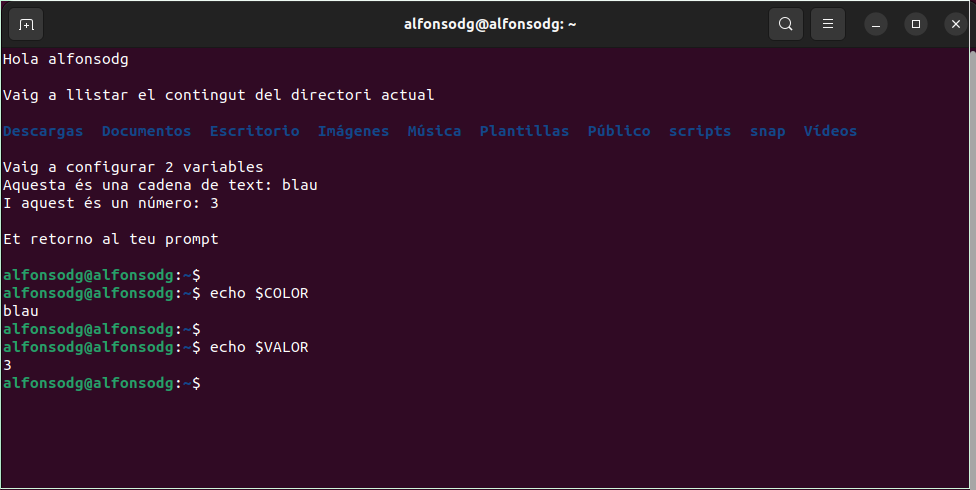 alfonsodg@alfonsodg: ~
Hola alfonsodg
Vaig a llistar el contingut del directori actual
Descargas Documentos Escritorio Imágenes Música Plantillas Público scripts snap Vídeos
Vaig a configurar 2 variables
Aquesta és una cadena de text: blau
I aquest és un número: 3
Et retorno al teu prompt
alfonsodg@alfonsodg:~$
alfonsodg@alfonsodg:~$ echo $COLOR
blau
alfonsodg@alfonsodg:~$
alfonsodg@alfonsodg:~$ echo $VALOR
3
alfonsodg@alfonsodg:~$